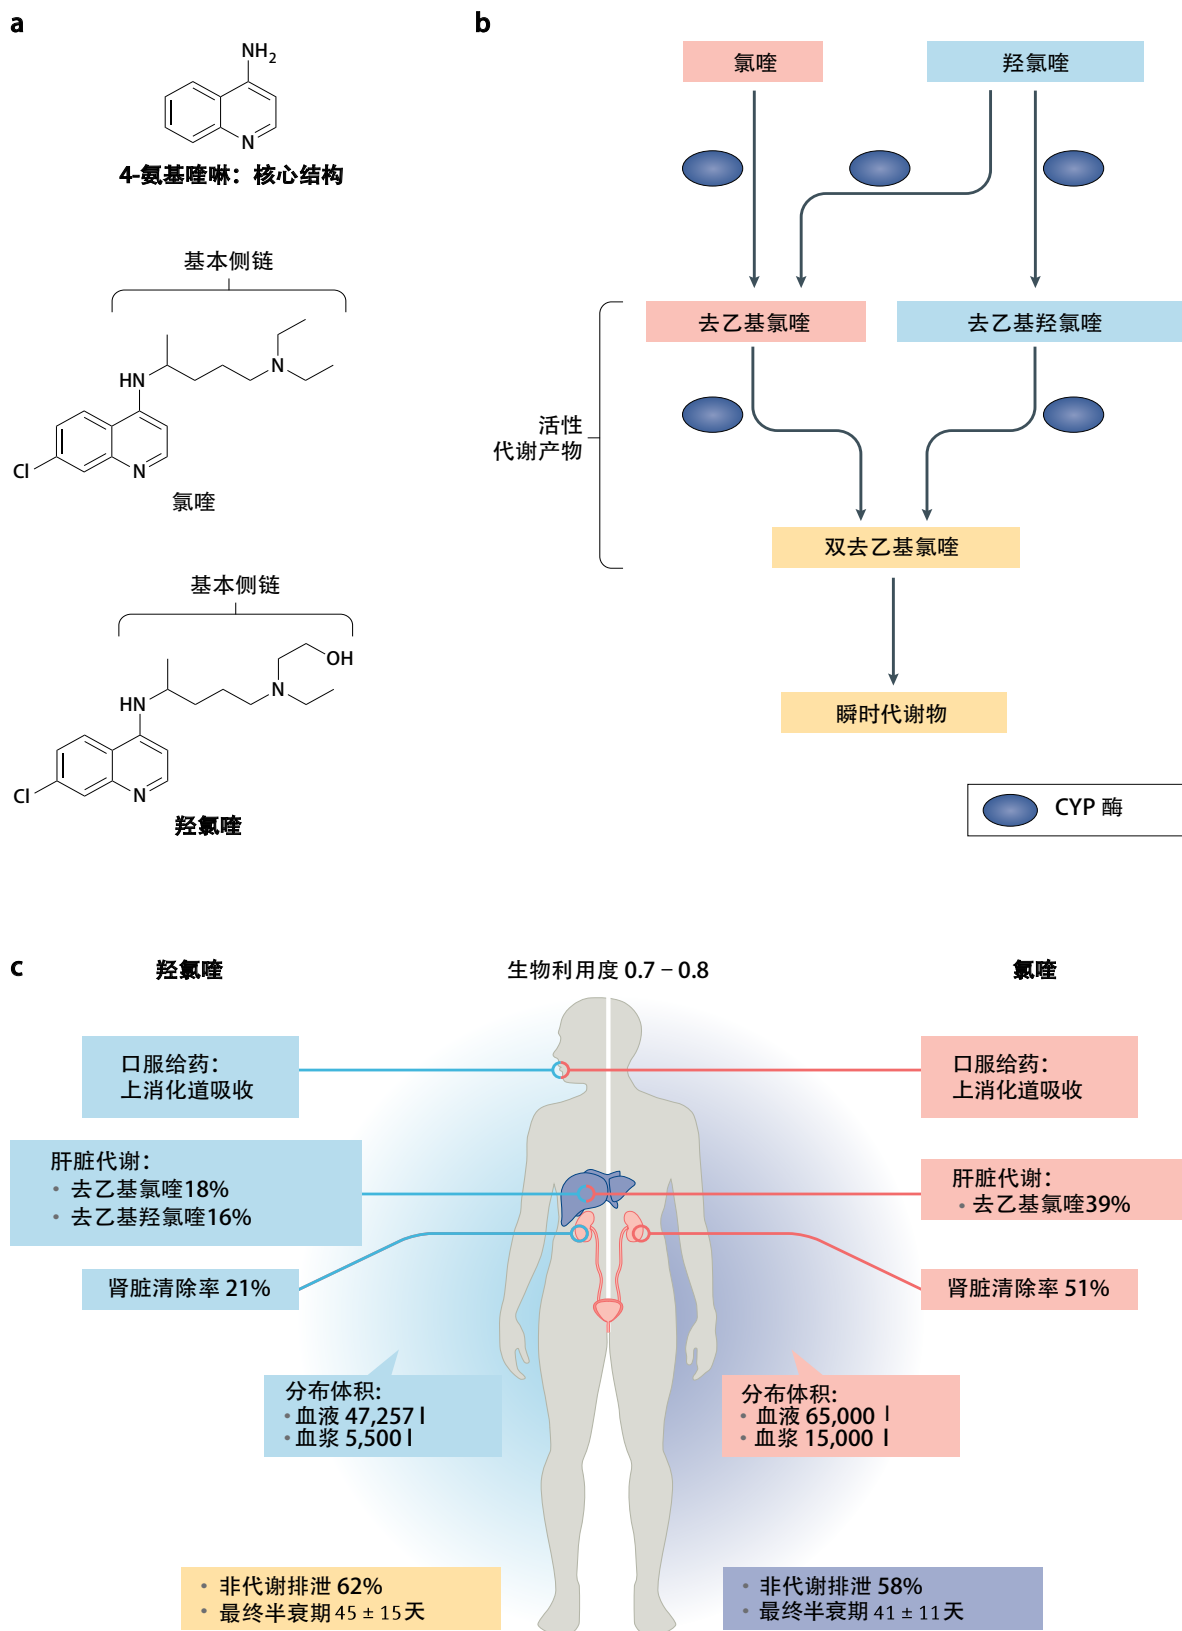 a
NH2
N
4-氨基喹啉：核心结构
基本侧链
N
HN
Cl
N
氯喹
基本侧链
OH
N
HN
Cl
N
羟氯喹
b
氯喹
羟氯喹
去乙基氯喹
去乙基羟氯喹
活性
代谢产物
双去乙基氯喹
瞬时代谢物
CYP 酶
c
羟氯喹
生物利用度 0.7 – 0.8
氯喹
口服给药：
上消化道吸收
口服给药：
上消化道吸收
肝脏代谢：
• 去乙基氯喹18%
• 去乙基羟氯喹16%
肝脏代谢：
• 去乙基氯喹39%
肾脏清除率 21%
肾脏清除率 51%
分布体积：
• 血液 47,257 l
• 血浆 5,500 l
分布体积：
• 血液 65,000 l
• 血浆 15,000 l
• 非代谢排泄 62%
• 最终半衰期 45 ± 15天
• 非代谢排泄 58%
• 最终半衰期 41 ± 11天